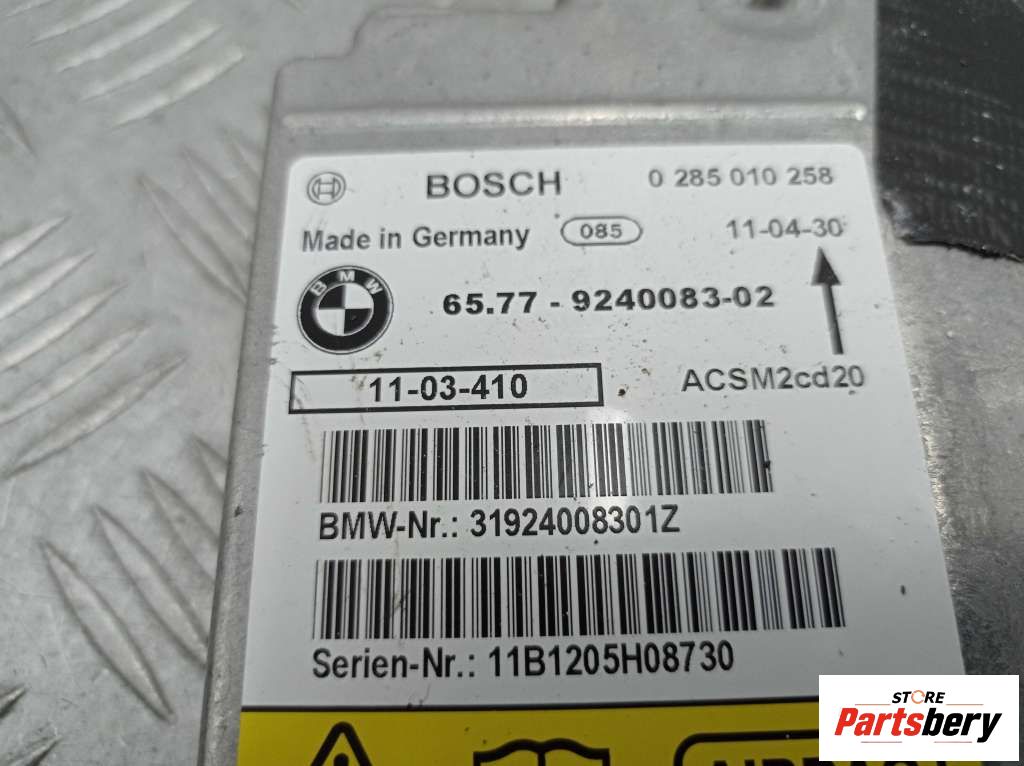 BOSCH 0 285 010 258
Made in Germany 085 11-04-30
BMW
65.77 - 9240083-02
11-03-410 ACSM2cd20
BMW-Nr.: 31924008301Z
Serien-Nr.: 11B1205H08730
STORE
Partsbery